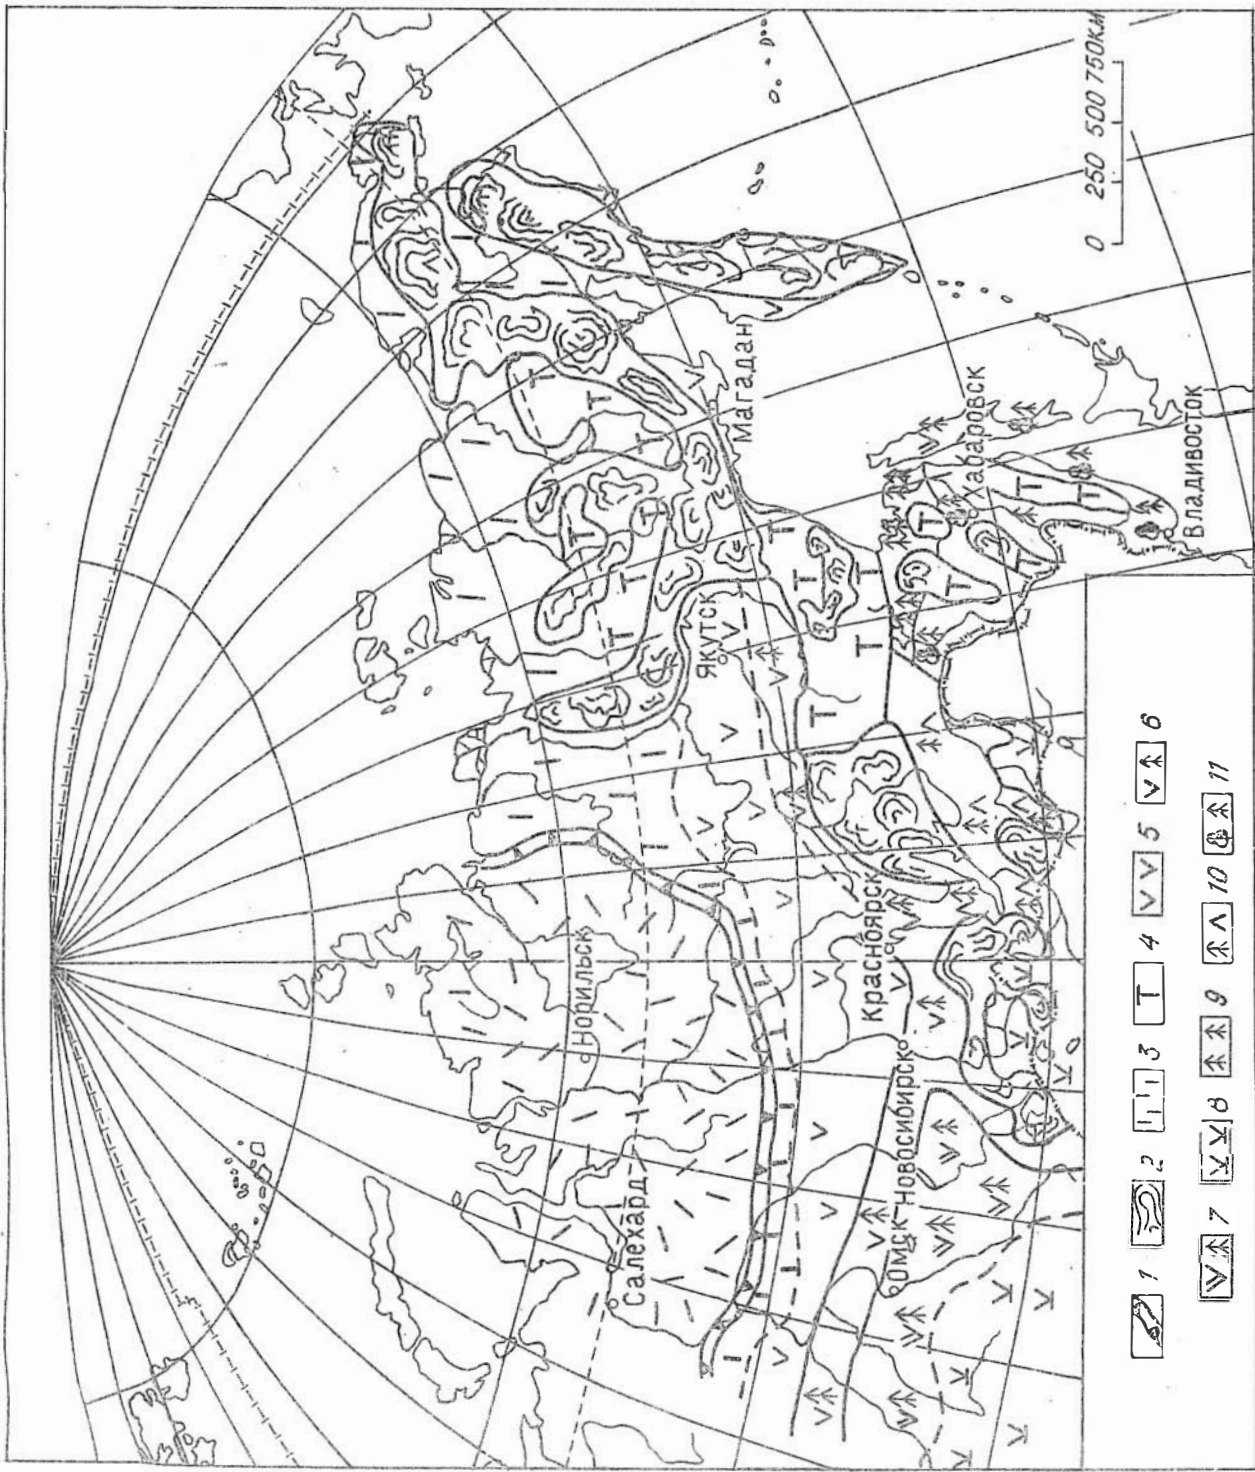 Салехард
Норильск
Омск
Новосибирск
Красноярск
Якутск
Магадан
Хабаровск
Владивосток
0 250 500 750км
1 2 3 4 5 6
7 8 9 10 11